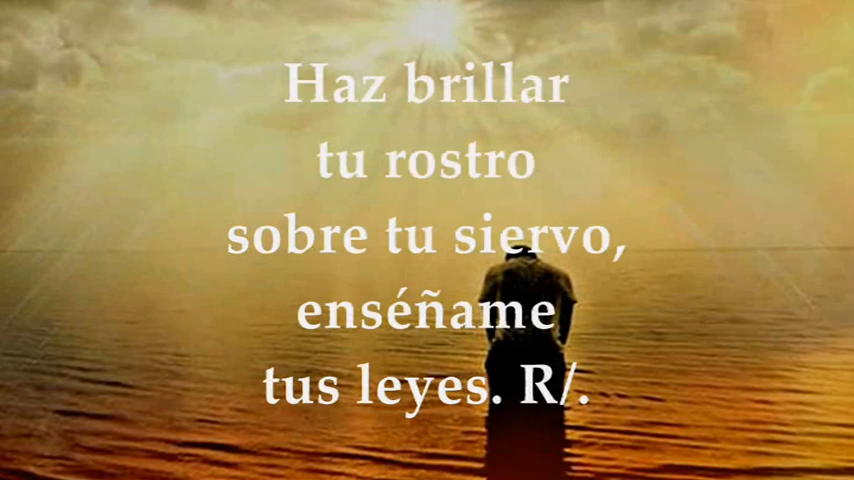 Haz brillar
tu rostro
sobre tu siervo,
enséñame
tus leyes. R/.